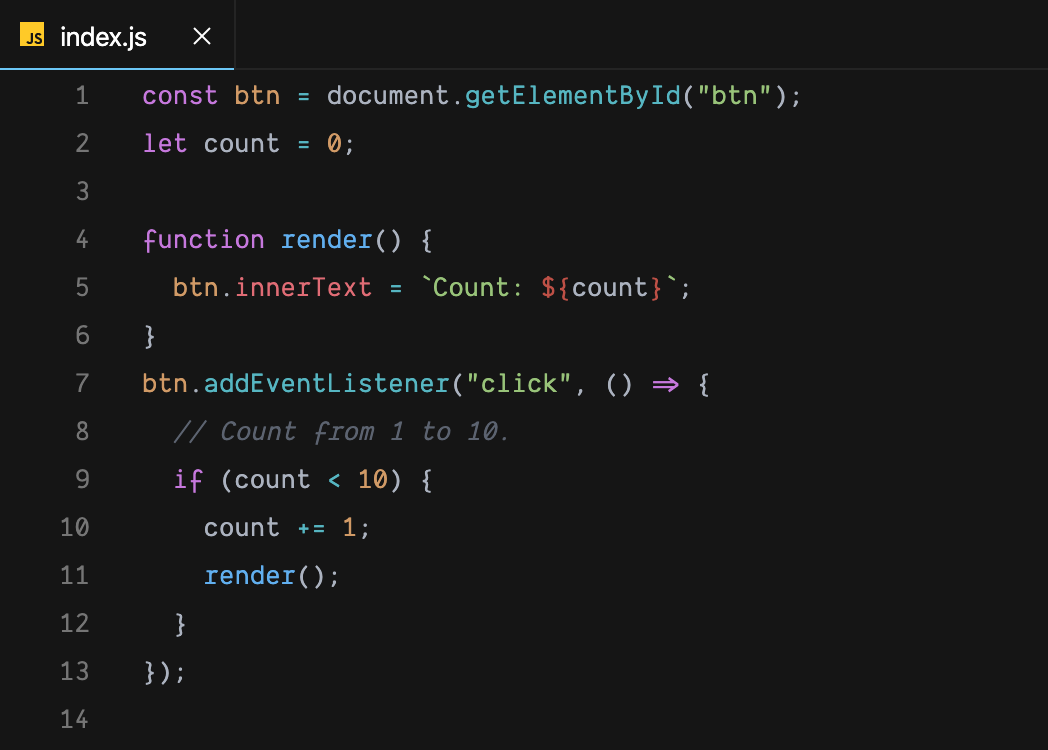 JS index.js
1 const btn = document.getElementById("btn");
2 let count = 0;
3
4 function render() {
5   btn.innerText = `Count: ${count}`;
6 }
7 btn.addEventListener("click", () => {
8   // Count from 1 to 10.
9   if (count < 10) {
10     count += 1;
11     render();
12   }
13 });
14